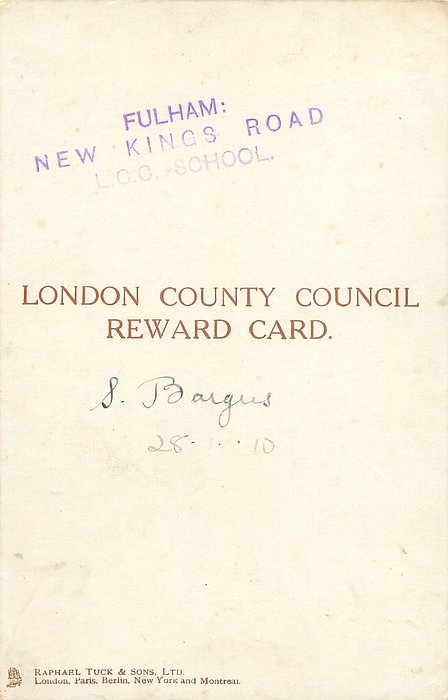 FULHAM:
NEW KINGS ROAD
L.C.C. SCHOOL.
LONDON COUNTY COUNCIL
REWARD CARD.
S. Bargus
28 . . . 10
RAPHAEL TUCK & SONS, LTD.
London, Paris, Berlin, New York and Montreal.